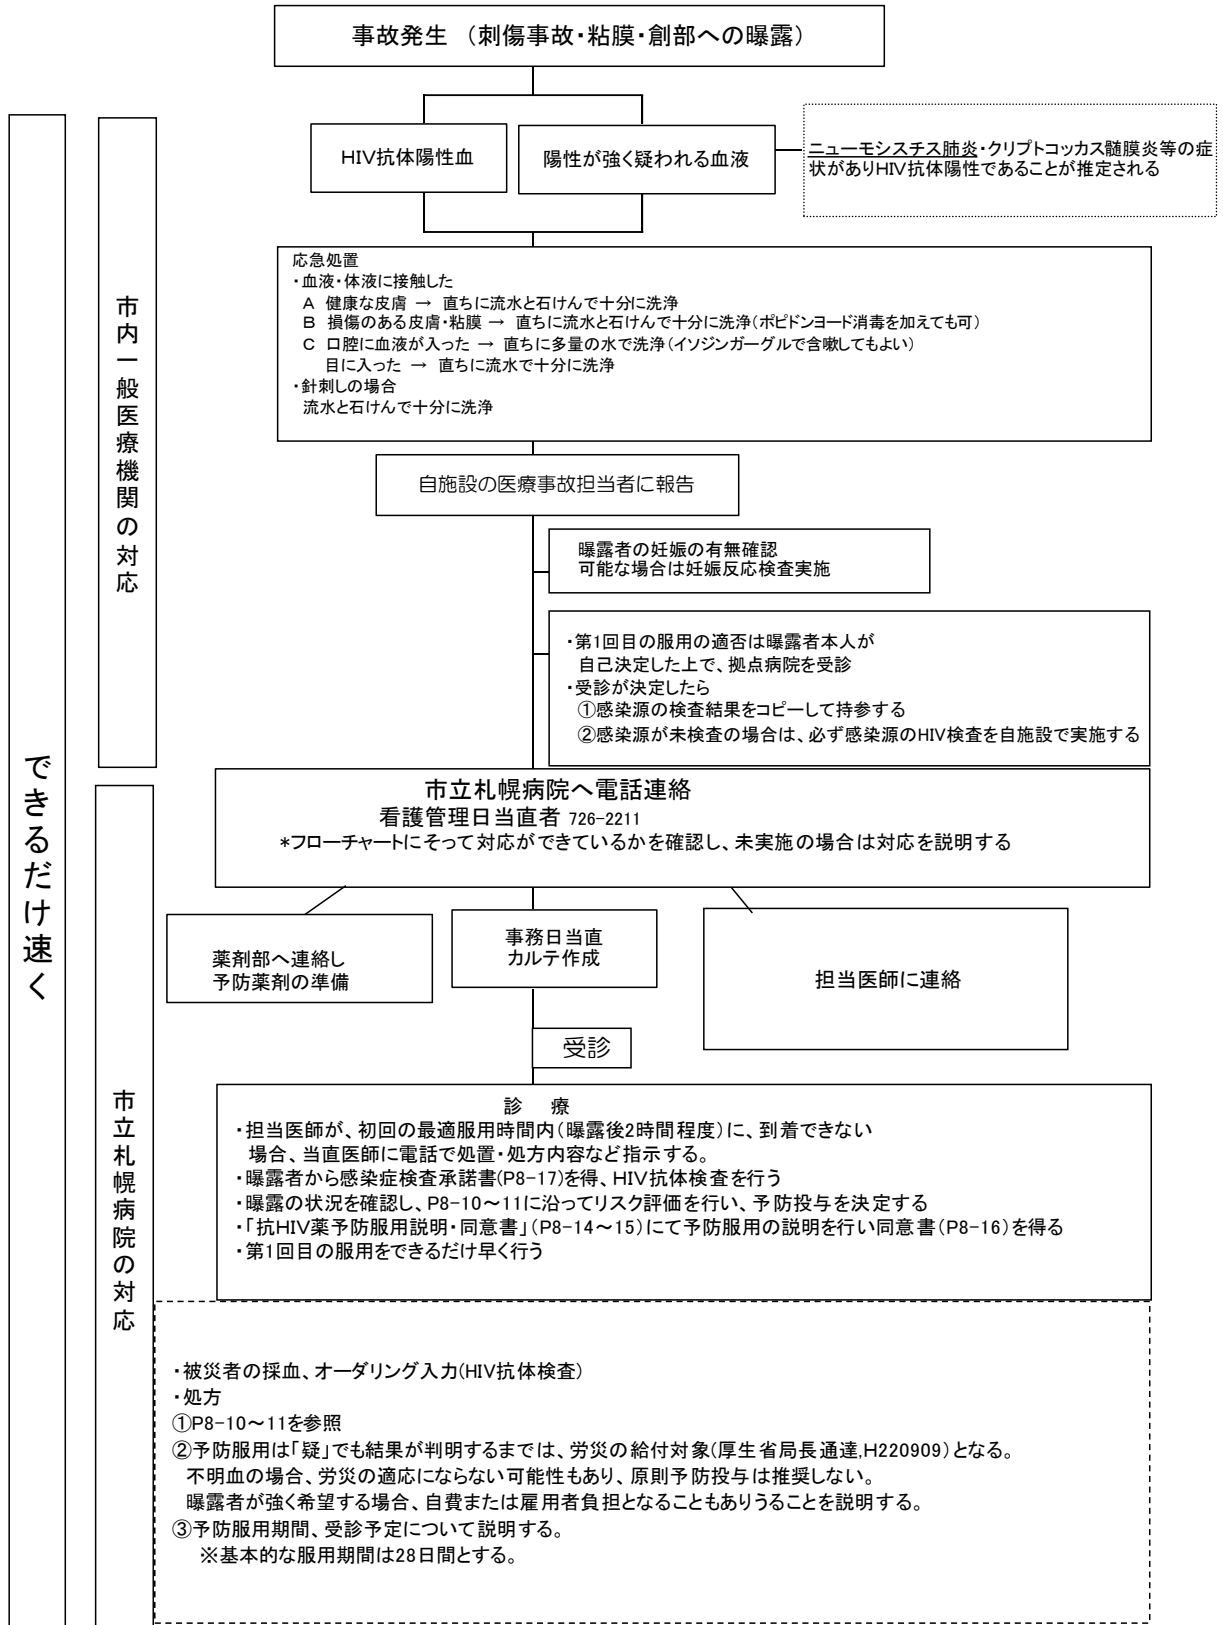 事故発生 （刺傷事故・粘膜・創部への曝露）
できるだけ速く
市内一般医療機関の対応
HIV抗体陽性血
陽性が強く疑われる血液
ニューモシスチス肺炎・クリプトコッカス髄膜炎等の症
状がありHIV抗体陽性であることが推定される
応急処置
・血液・体液に接触した
A 健康な皮膚 → 直ちに流水と石けんで十分に洗浄
B 損傷のある皮膚・粘膜 → 直ちに流水と石けんで十分に洗浄(ポピドンヨード消毒を加えても可)
C 口腔に血液が入った → 直ちに多量の水で洗浄(イソジンガーグルで含嗽してもよい)
目に入った → 直ちに流水で十分に洗浄
・針刺しの場合
流水と石けんで十分に洗浄
自施設の医療事故担当者に報告
曝露者の妊娠の有無確認
可能な場合は妊娠反応検査実施
・第1回目の服用の適否は曝露者本人が
自己決定した上で、拠点病院を受診
・受診が決定したら
①感染源の検査結果をコピーして持参する
②感染源が未検査の場合は、必ず感染源のHIV検査を自施設で実施する
市立札幌病院の対応
市立札幌病院へ電話連絡
看護管理日当直者 726-2211
*フローチャートにそって対応ができているかを確認し、未実施の場合は対応を説明する
薬剤部へ連絡し
予防薬剤の準備
事務日当直
カルテ作成
担当医師に連絡
受診
診 療
・担当医師が、初回の最適服用時間内(曝露後2時間程度)に、到着できない
場合、当直医師に電話で処置・処方内容など指示する。
・曝露者から感染症検査承諾書(P8-17)を得、HIV抗体検査を行う
・曝露の状況を確認し、P8-10～11に沿ってリスク評価を行い、予防投与を決定する
・「抗HIV薬予防服用説明・同意書」(P8-14～15)にて予防服用の説明を行い同意書(P8-16)を得る
・第1回目の服用をできるだけ早く行う
・被災者の採血、オーダリング入力(HIV抗体検査)
・処方
①P8-10～11を参照
②予防服用は「疑」でも結果が判明するまでは、労災の給付対象(厚生省局長通達,H220909)となる。
不明血の場合、労災の適応にならない可能性もあり、原則予防投与は推奨しない。
曝露者が強く希望する場合、自費または雇用者負担となることもありうることを説明する。
③予防服用期間、受診予定について説明する。
※基本的な服用期間は28日間とする。